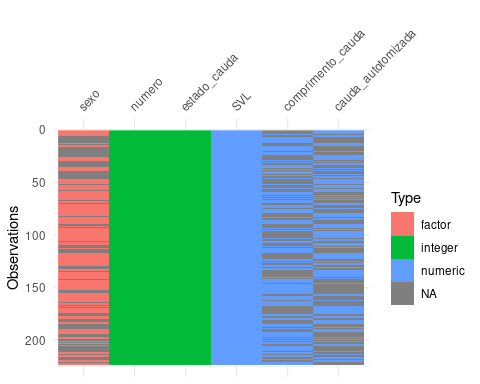 sexo
numero
estado_cauda
SVL
comprimento_cauda
cauda_autotomizada
0
50
100
150
200
Observations
Type
factor
integer
numeric
NA